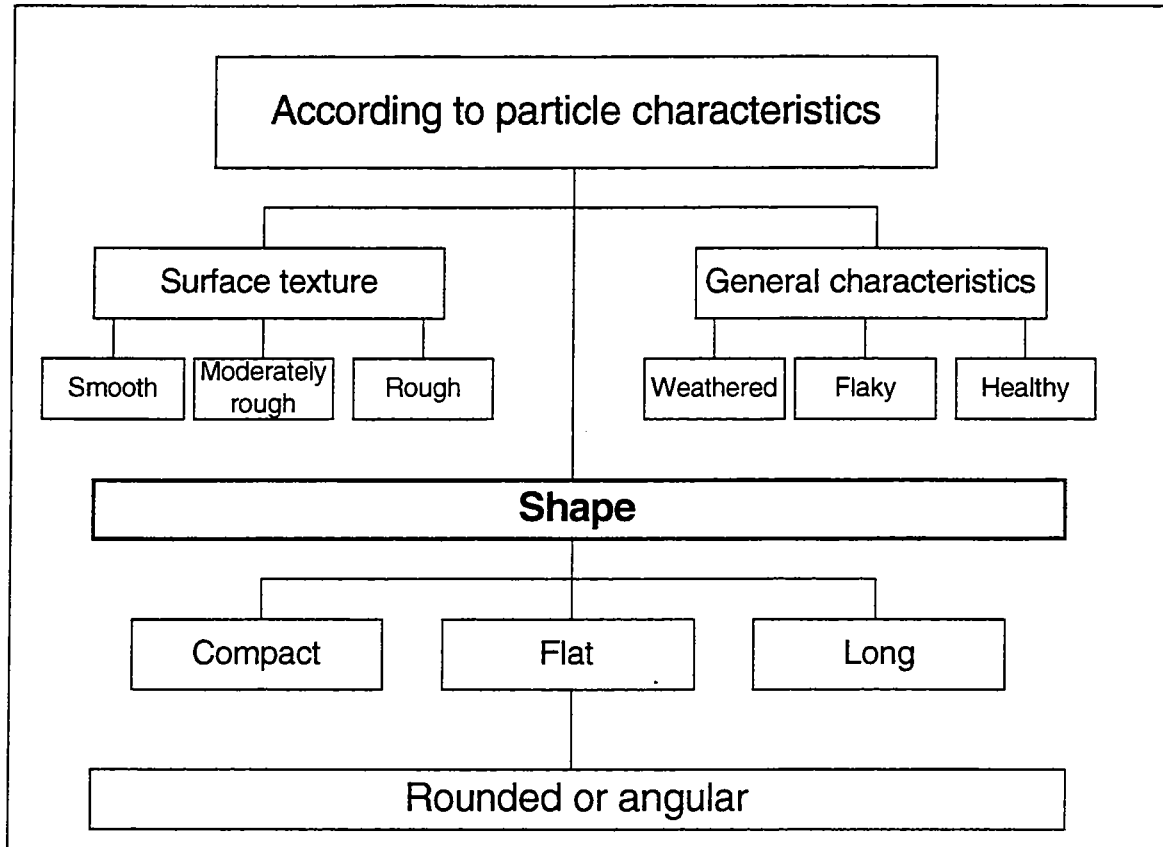 According to particle characteristics
Surface texture
General characteristics
Smooth
Moderately
rough
Rough
Weathered
Flaky
Healthy
Shape
Compact
Flat
Long
Rounded or angular